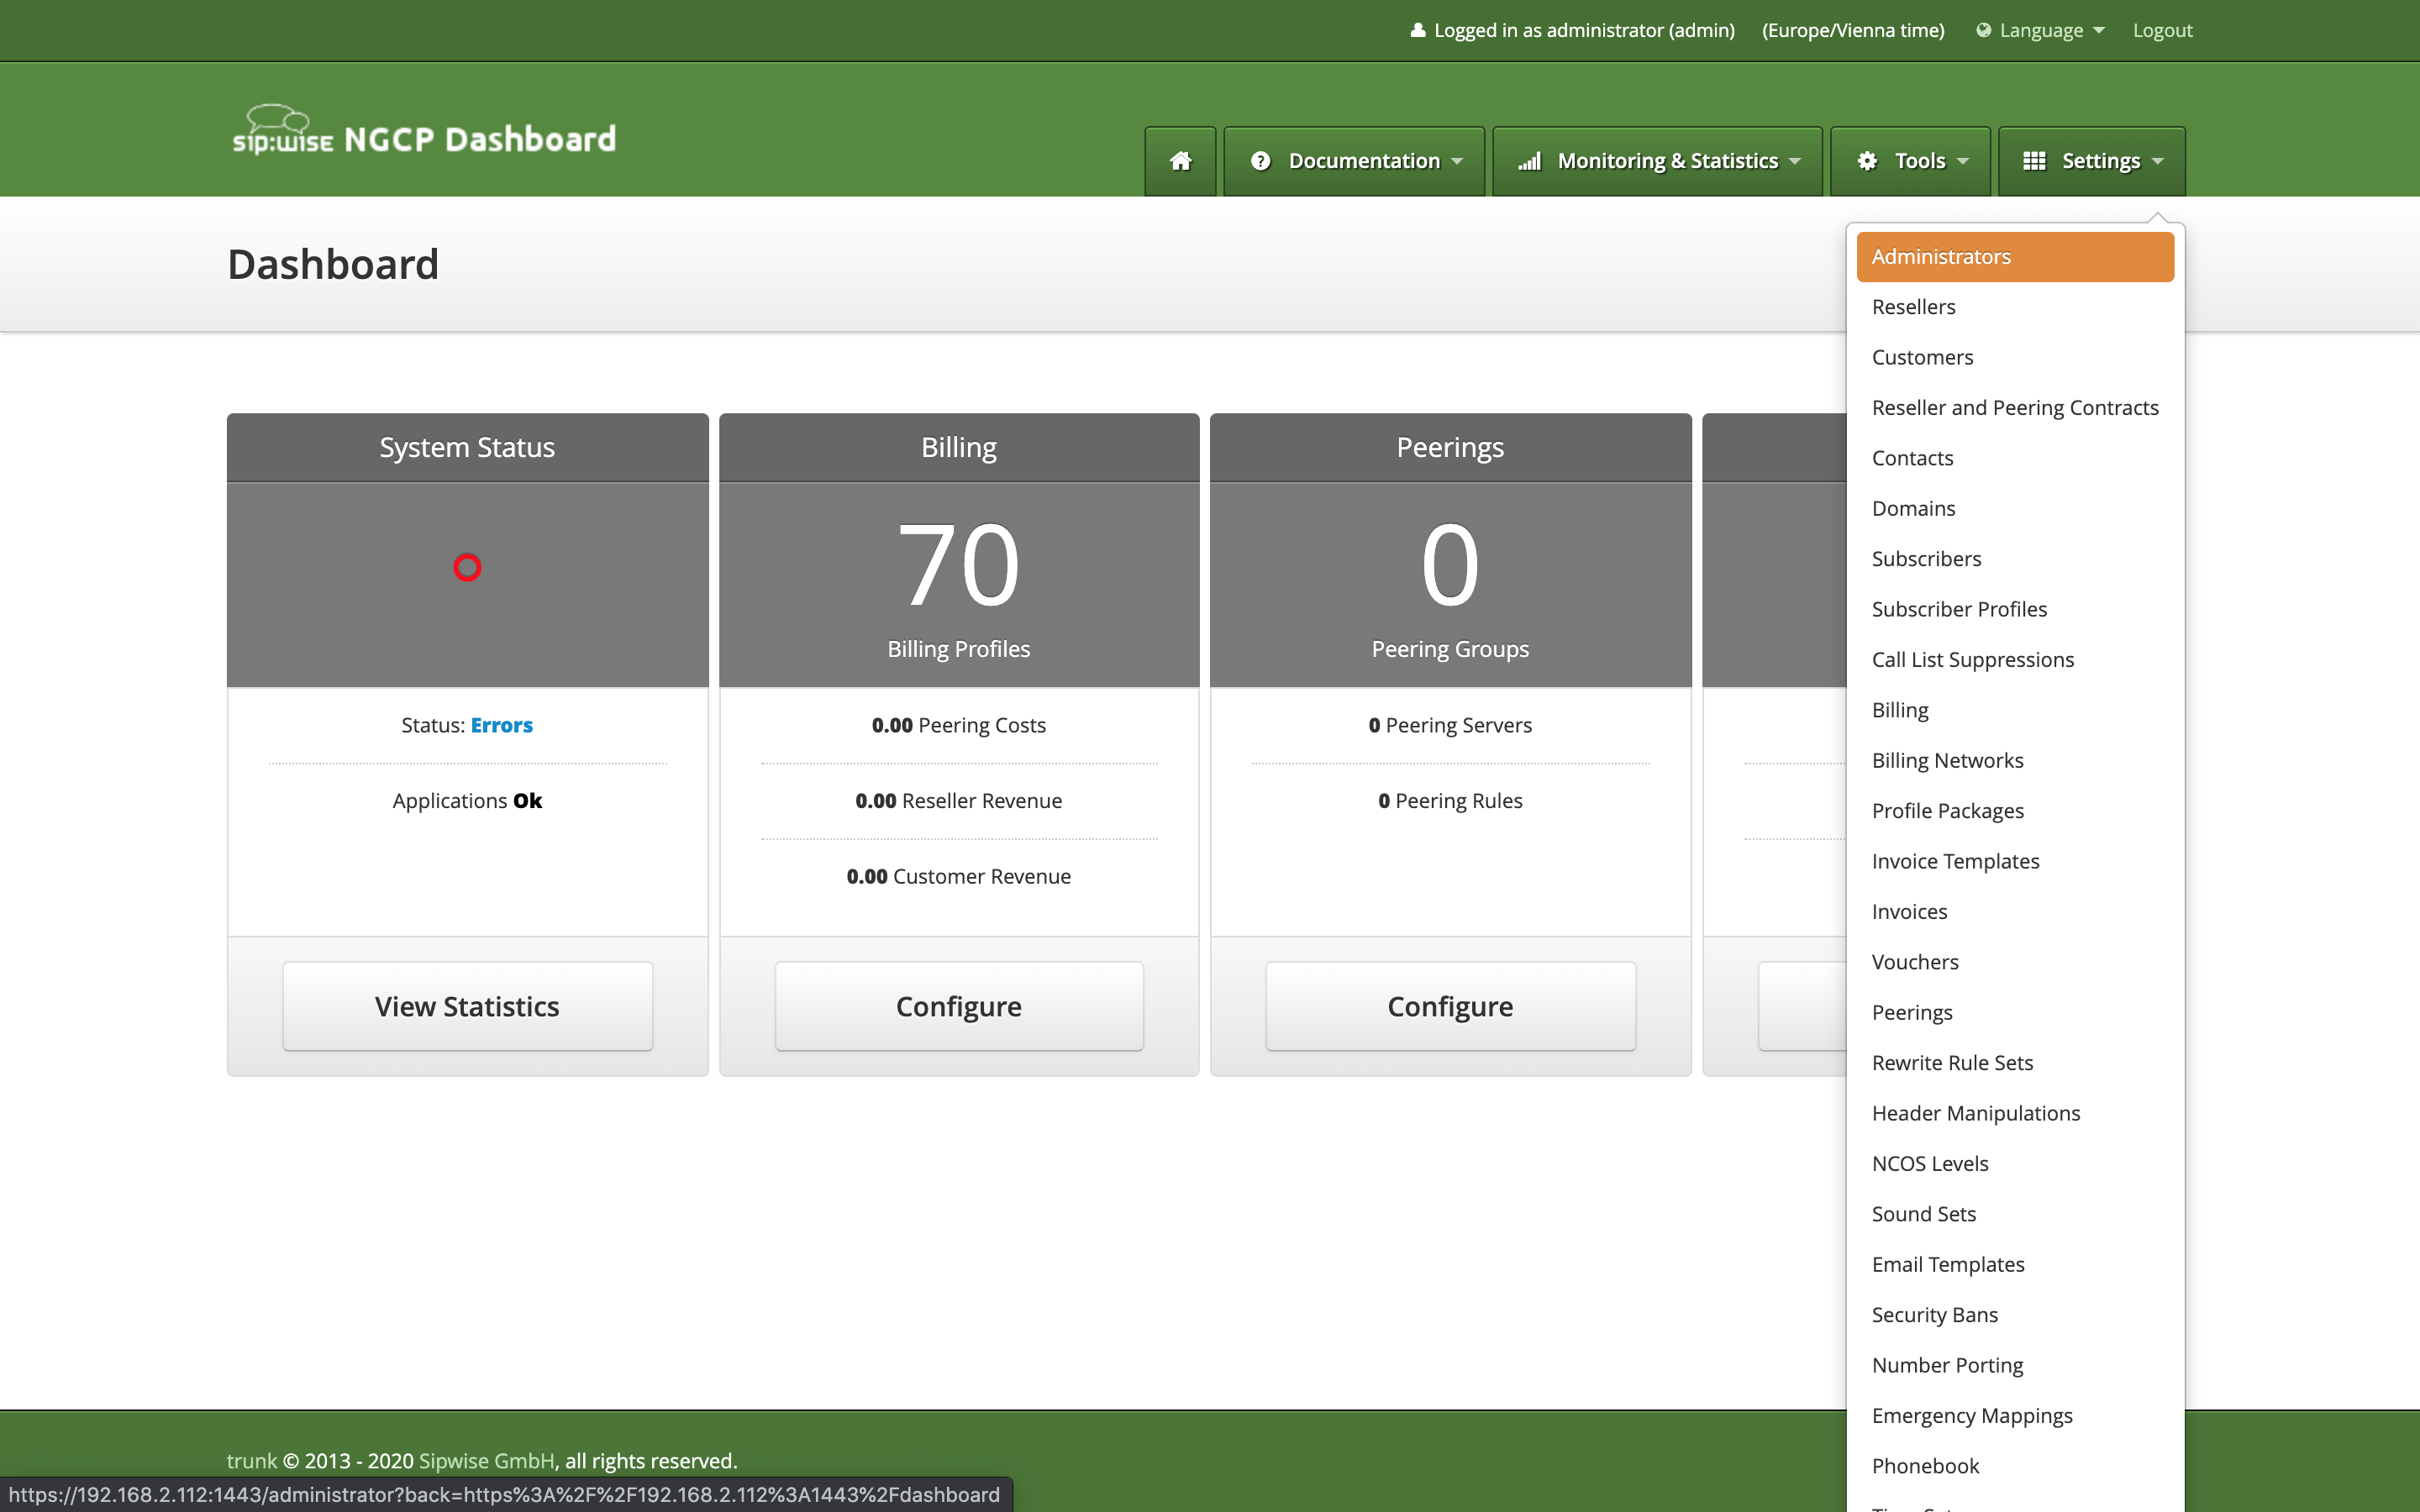 Logged in as administrator (admin) (Europe/Vienna time) Language Logout
sip:wise NGCP Dashboard
Documentation Monitoring & Statistics Tools Settings
Dashboard
Administrators
Resellers
Customers
Reseller and Peering Contracts
Contacts
Domains
Subscribers
Subscriber Profiles
Call List Suppressions
Billing
Billing Networks
Profile Packages
Invoice Templates
Invoices
Vouchers
Peerings
Rewrite Rule Sets
Header Manipulations
NCOS Levels
Sound Sets
Email Templates
Security Bans
Number Porting
Emergency Mappings
Phonebook
System Status
Status: Errors
Applications Ok
View Statistics
Billing
70
Billing Profiles
0.00 Peering Costs
0.00 Reseller Revenue
0.00 Customer Revenue
Configure
Peerings
0
Peering Groups
0 Peering Servers
0 Peering Rules
Configure
trunk © 2013 - 2020 Sipwise GmbH, all rights reserved.
https://192.168.2.112:1443/administrator?back=https%3A%2F%2F192.168.2.112%3A1443%2Fdashboard